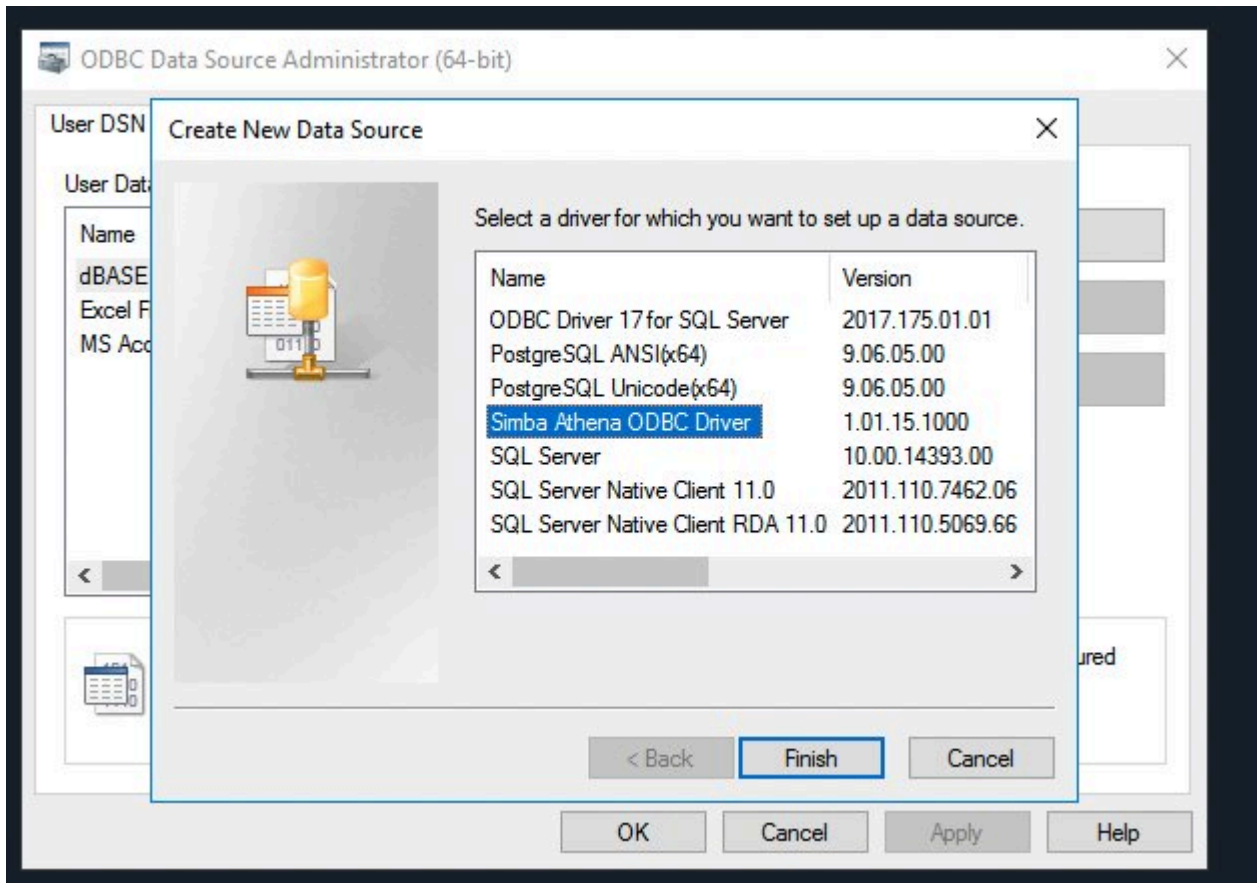 ODBC Data Source Administrator (64-bit)
User DSN
Create New Data Source
User Data
Select a driver for which you want to set up a data source.
Name
Name Version
dBASE
Excel F
MS Acc
ODBC Driver 17 for SQL Server 2017.175.01.01
PostgreSQL ANSI(x64) 9.06.05.00
PostgreSQL Unicode(x64) 9.06.05.00
Simba Athena ODBC Driver 1.01.15.1000
SQL Server 10.00.14393.00
SQL Server Native Client 11.0 2011.110.7462.06
SQL Server Native Client RDA 11.0 2011.110.5069.66
ured
< Back Finish Cancel
OK Cancel Apply Help